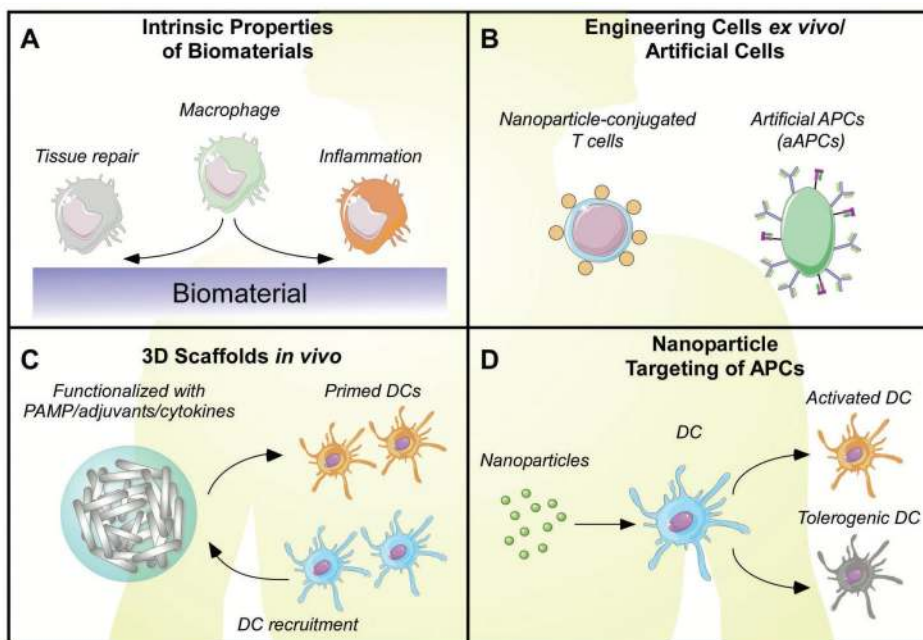 A
Intrinsic Properties
of Biomaterials
Macrophage
Tissue repair
Inflammation
Biomaterial
B
Engineering Cells ex vivo/
Artificial Cells
Nanoparticle-conjugated
T cells
Artificial APCs
(aAPCs)
C
3D Scaffolds in vivo
Functionalized with
PAMP/adjuvants/cytokines
Primed DCs
DC recruitment
D
Nanoparticle
Targeting of APCs
Activated DC
DC
Nanoparticles
Tolerogenic DC